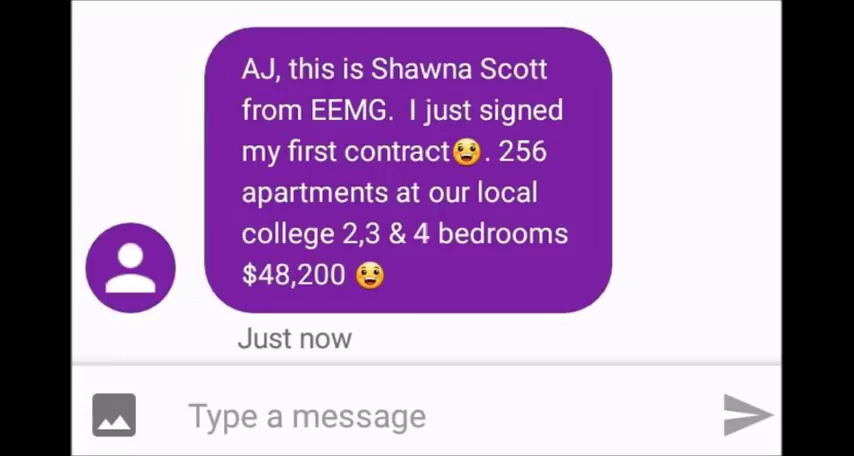 AJ, this is Shawna Scott
from EEMG.  I just signed
my first contract😀. 256
apartments at our local
college 2,3 & 4 bedrooms
$48,200 😀
Just now
Type a message